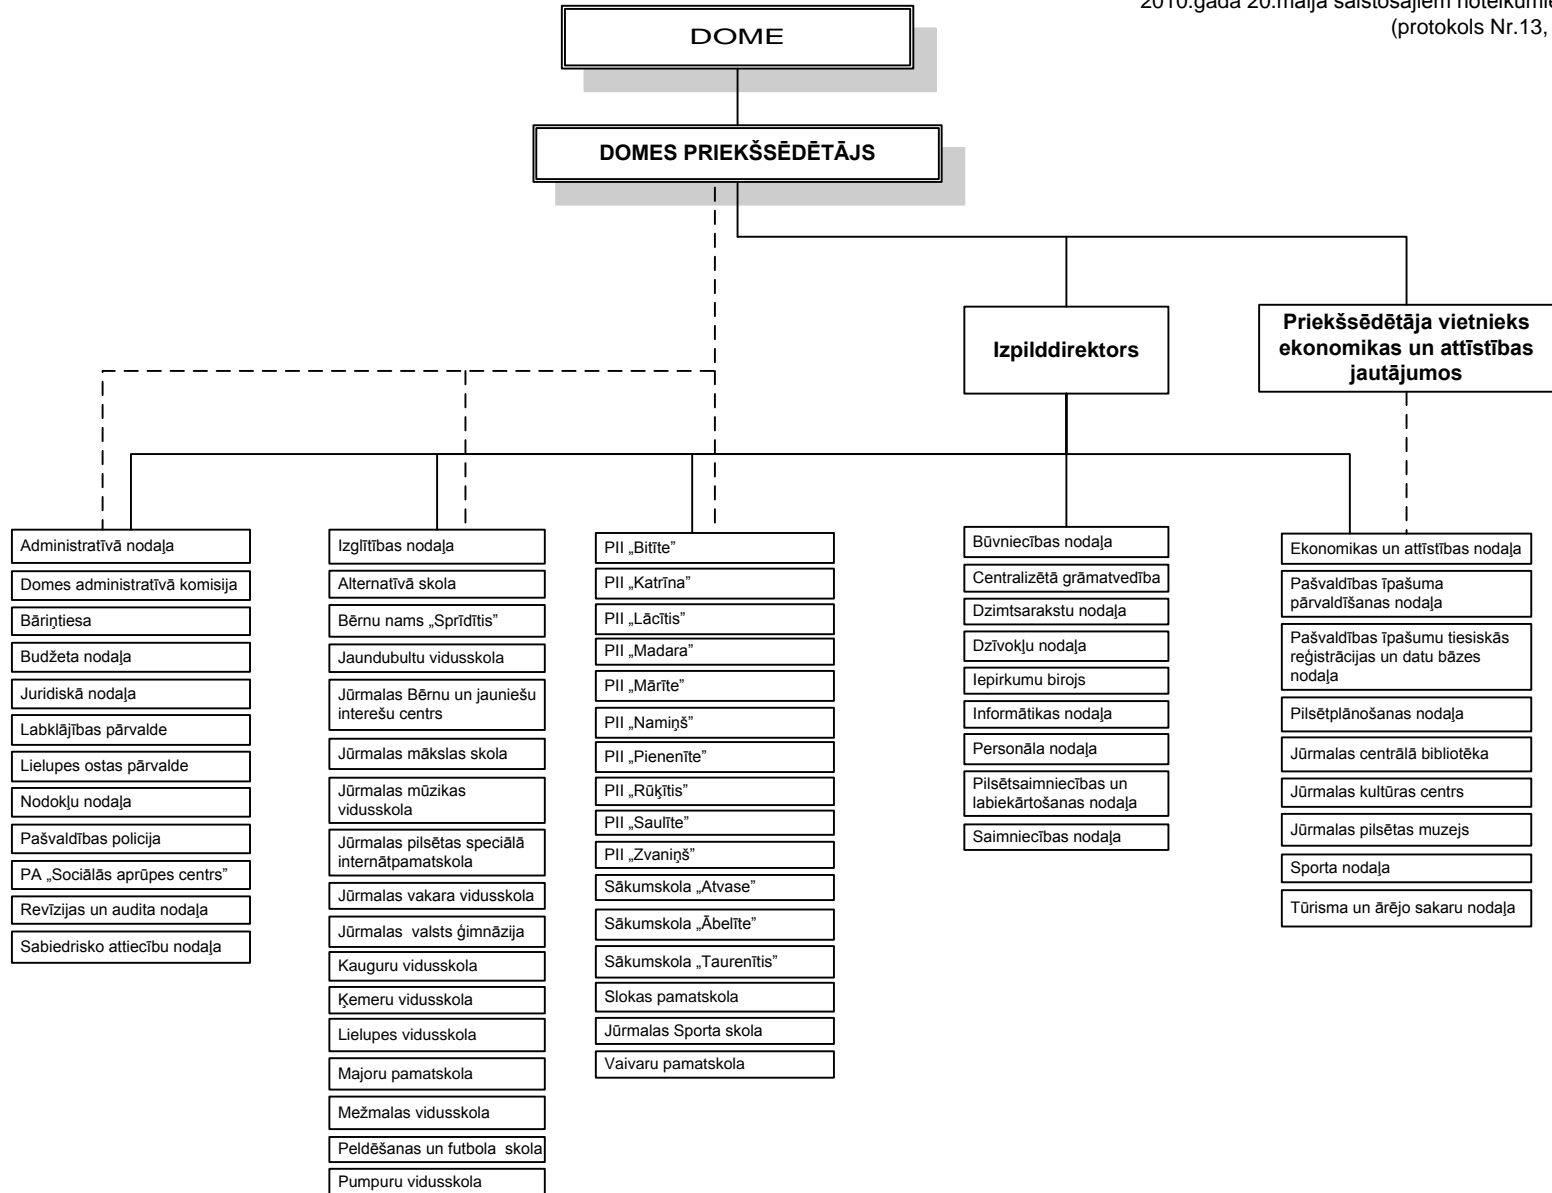 2010.gada 20.maija saistošajiem
(protokols Nr.13,
DOME
DOMES PRIEKŠSĒDĒTĀJS
Izpilddirektors
Priekšsēdētāja vietnieks
ekonomikas un attīstības
jautājumos
Administratīvā nodaļa
Domes administratīvā komisija
Bāriņtiesa
Budžeta nodaļa
Juridiskā nodaļa
Labklājības pārvalde
Lielupes ostas pārvalde
Nodokļu nodaļa
Pašvaldības policija
PA „Sociālās aprūpes centrs”
Revīzijas un audita nodaļa
Sabiedrisko attiecību nodaļa
Izglītības nodaļa
Alternatīvā skola
Bērnu nams „Sprīdītis”
Jaundubultu vidusskola
Jūrmalas Bērnu un jauniešu
interešu centrs
Jūrmalas mākslas skola
Jūrmalas mūzikas
vidusskola
Jūrmalas pilsētas speciālā
internātpamatskola
Jūrmalas vakara vidusskola
Jūrmalas valsts ģimnāzija
Kauguru vidusskola
Ķemeru vidusskola
Lielupes vidusskola
Majoru pamatskola
Mežmalas vidusskola
Peldēšanas un futbola skola
Pumpuru vidusskola
PII „Bitīte”
PII „Katrīna”
PII „Lācītis”
PII „Madara”
PII „Mārīte”
PII „Namiņš”
PII „Pienenīte”
PII „Rūķītis”
PII „Saulīte”
PII „Zvaniņš”
Sākumskola „Atvase”
Sākumskola „Ābelīte”
Sākumskola „Taurenītis”
Slokas pamatskola
Jūrmalas Sporta skola
Vaivaru pamatskola
Būvniecības nodaļa
Centralizētā grāmatvedība
Dzimtsarakstu nodaļa
Dzīvokļu nodaļa
Iepirkumu birojs
Informātikas nodaļa
Personāla nodaļa
Pilsētsaimniecības un
labiekārtošanas nodaļa
Saimniecības nodaļa
Ekonomikas un attīstības nodaļa
Pašvaldības īpašuma
pārvaldīšanas nodaļa
Pašvaldības īpašumu tiesiskās
reģistrācijas un datu bāzes
nodaļa
Pilsētplānošanas nodaļa
Jūrmalas centrālā bibliotēka
Jūrmalas kultūras centrs
Jūrmalas pilsētas muzejs
Sporta nodaļa
Tūrisma un ārējo sakaru nodaļa